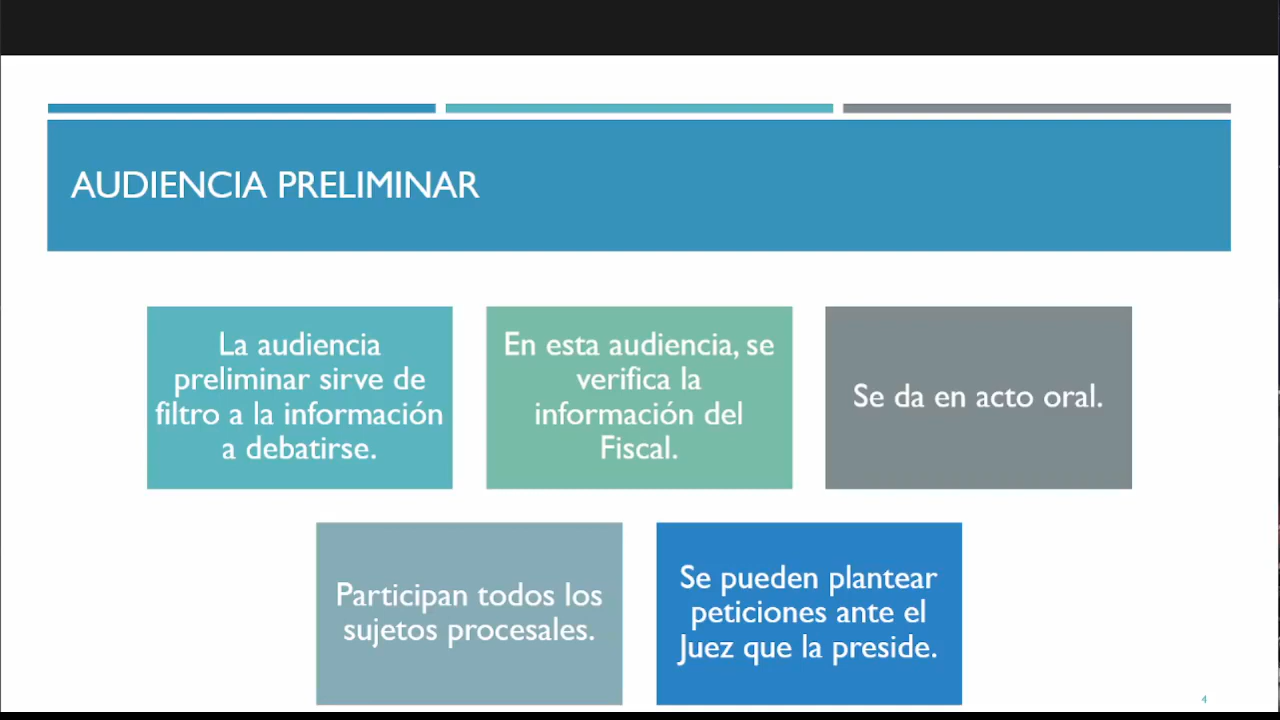 AUDIENCIA PRELIMINAR
La audiencia
preliminar sirve de
filtro a la información
a debatirse.
En esta audiencia, se
verifica la
información del
Fiscal.
Se da en acto oral.
Participan todos los
sujetos procesales.
Se pueden plantear
peticiones ante el
Juez que la preside.
4